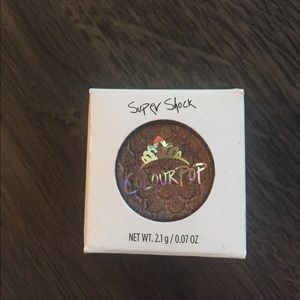 Super Shock
COLOURPOP
NET WT. 2.1 g / 0.07 OZ